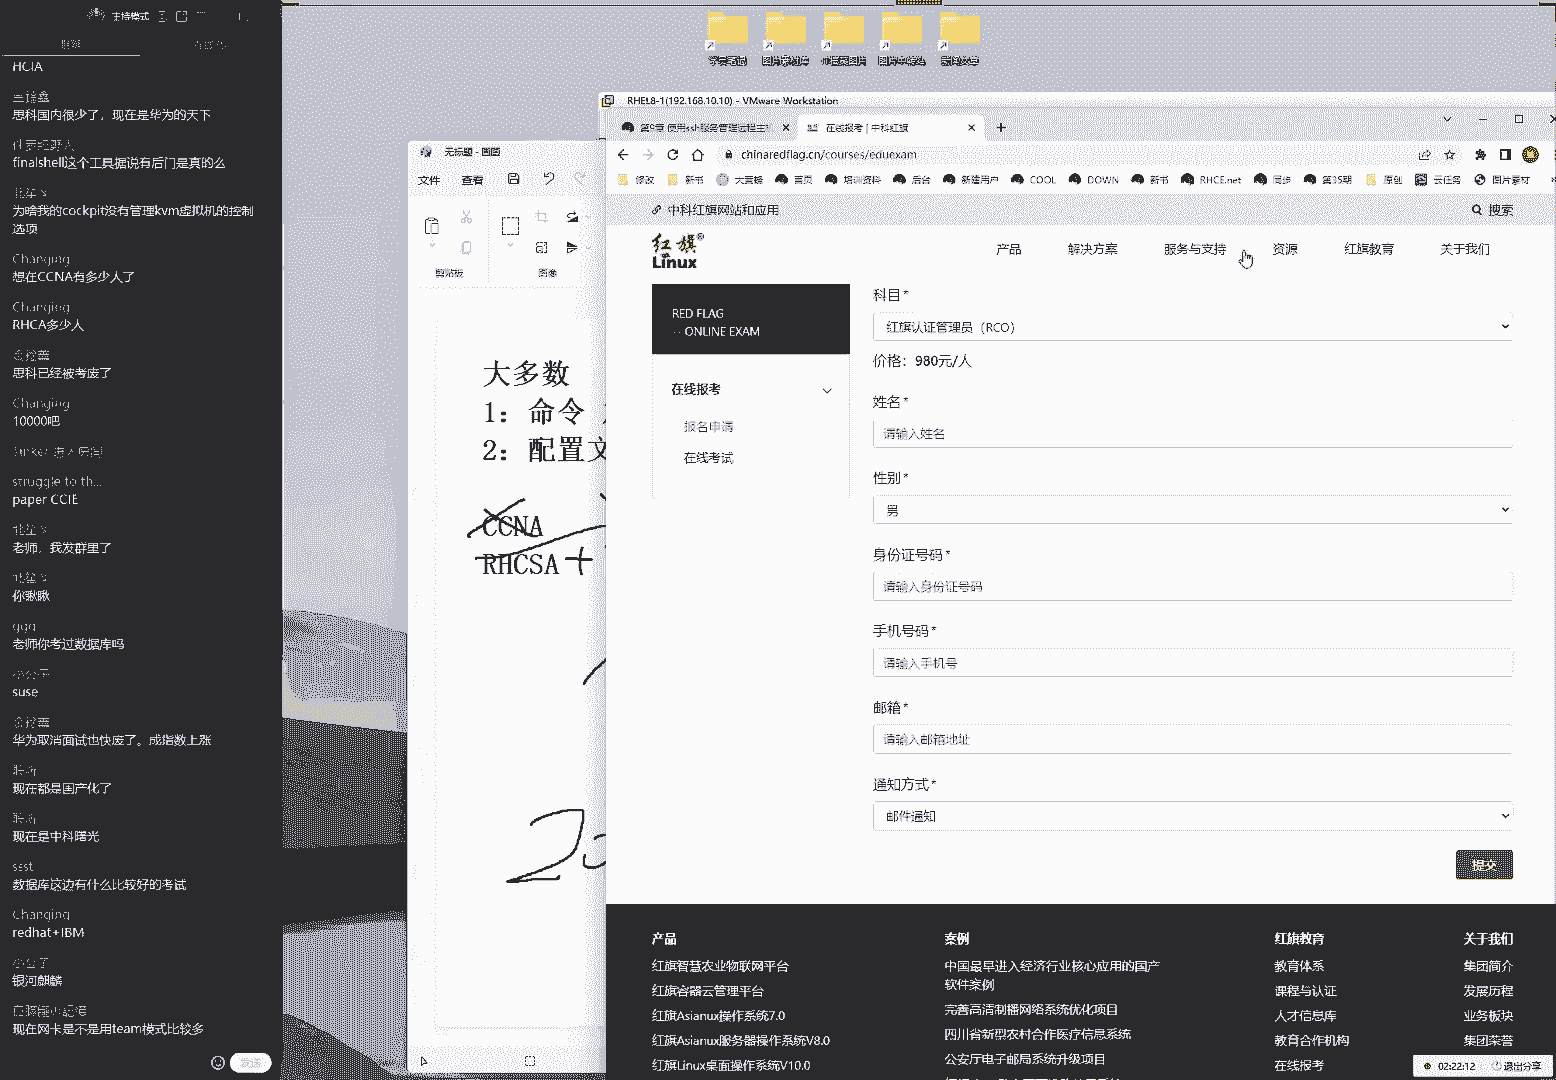 主持模式
HCIA
思科国内很少了，现在是华为的天下
finalshell这个工具据说有后门是真的么
为啥我的cockpit没有管理kvm虚拟机的控制
选项
Changing
想在CCNA有多少人了
Changing
RHCA多少人
思科已经被考废了
Changing
10000吧
struggle to th...
paper CCIE
老师，我发群里了
你瞅瞅
ggg
老师你考过数据库吗
suse
华为取消面试也快废了。成指数上涨
现在都是国产化了
现在是中科曙光
ssst
数据库这边有什么比较好的考试
Changing
redhat+IBM
银河麒麟
现在网卡是不是用team模式比较多
发送
无标题 - 画图
文件
查看
剪贴板
图像
大多数
1：命令
2：配置文
CCNA
RHCSA+
RHEL8-1(192.168.10.10) - VMware Workstation
第9章 使用ssh服务管理远程主机
在线报考 | 中科红旗
chinaredflag.cn/courses/eduexam
修改
新书
首页
培训资料
后台
新建用户
COOL
DOWN
新书
RHCE.net
同步
第35期
原创
云任务
图片素材
中科红旗网站和应用
搜索
红旗®
Linux
产品
解决方案
服务与支持
资源
红旗教育
关于我们
RED FLAG
-- ONLINE EXAM
在线报考
报名申请
在线考试
科目*
红旗认证管理员（RCO）
价格：980元/人
姓名*
请输入姓名
性别*
男
身份证号码*
请输入身份证号码
手机号码*
请输入手机号
邮箱*
请输入邮箱地址
通知方式*
邮件通知
提交
产品
红旗智慧农业物联网平台
红旗容器云管理平台
红旗Asianux操作系统7.0
红旗Asianux服务器操作系统V8.0
红旗Linux桌面操作系统V10.0
案例
中国最早进入经济行业核心应用的国产
软件案例
完善高清制播网络系统优化项目
四川省新型农村合作医疗信息系统
公安厅电子邮局系统升级项目
红旗教育
教育体系
课程与认证
人才信息库
教育合作机构
在线报考
关于我们
集团简介
发展历程
业务板块
集团荣誉
02:22:12
退出分享